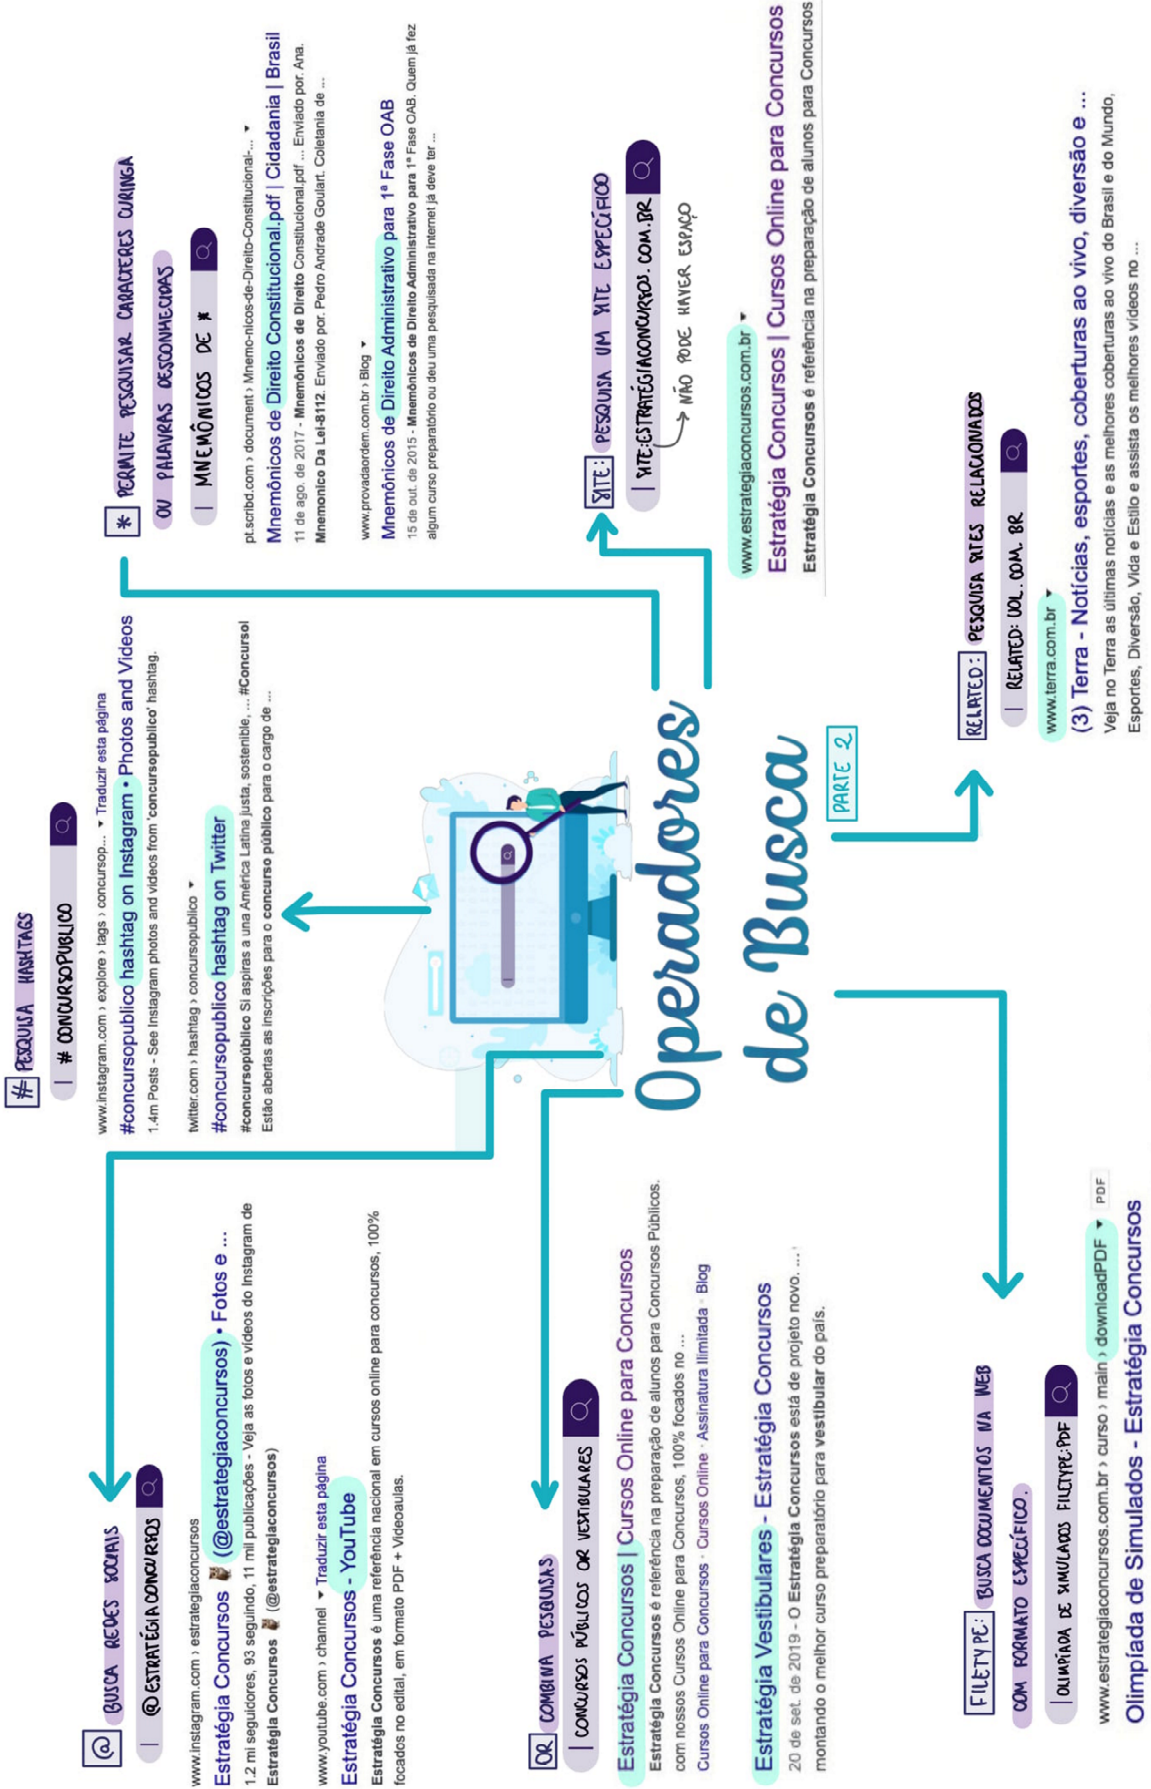 Operadores
de Busca
PARTE 2
@ BUSCA REDES SOCIAIS
@ESTRATÉGIACONCURSOS
www.instagram.com › estrategiaconcursos
Estratégia Concursos (@estrategiaconcursos) • Fotos e ...
1.2 mi seguidores, 93 seguindo, 11 mil publicações - Veja as fotos e vídeos do Instagram de
Estratégia Concursos (@estrategiaconcursos)
www.youtube.com › channel ▾ Traduzir esta página
Estratégia Concursos - YouTube
Estratégia Concursos é uma referência nacional em cursos online para concursos, 100%
focados no edital, em formato PDF + Videoaulas.
# PESQUISA HASHTAGS
# CONCURSOPUBLICO
www.instagram.com › explore › tags › concursop... ▾ Traduzir esta página
#concursopublico hashtag on Instagram • Photos and Videos
1.4m Posts - See Instagram photos and videos from 'concursopublico' hashtag.
twitter.com › hashtag › concursopublico ▾
#concursopublico hashtag on Twitter
#concursopúblico Si aspiras a una América Latina justa, sostenible, ... #Concursol
Estão abertas as inscrições para o concurso público para o cargo de ...
* PERMITE PESQUISAR CARACTERES CURINGA
OU PALAVRAS DESCONHECIDAS
MNEMÔNICOS DE *
pt.scribd.com › document › Mnemo-nicos-de-Direito-Constitucional-... ▾
Mnemônicos de Direito Constitucional.pdf | Cidadania | Brasil
11 de ago. de 2017 - Mnemônicos de Direito Constitucional.pdf ... Enviado por. Ana.
Mnemonico Da Lei-8112. Enviado por. Pedro Andrade Goulart. Coletania de ...
www.provadaordem.com.br › Blog ▾
Mnemônicos de Direito Administrativo para 1ª Fase OAB
15 de out. de 2015 - Mnemônicos de Direito Administrativo para 1ª Fase OAB. Quem já fez
algum curso preparatório ou deu uma pesquisada na internet já deve ter ...
OR COMBINA PESQUISAS
CONCURSOS PÚBLICOS OR VESTIBULARES
Estratégia Concursos | Cursos Online para Concursos
Estratégia Concursos é referência na preparação de alunos para Concursos Públicos.
com nossos Cursos Online para Concursos, 100% focados no ...
Cursos Online para Concursos · Cursos Online · Assinatura Ilimitada · Blog
Estratégia Vestibulares - Estratégia Concursos
20 de set. de 2019 - O Estratégia Concursos está de projeto novo. ...
montando o melhor curso preparatório para vestibular do país.
SITE: PESQUISA UM SITE ESPECÍFICO
SITE:ESTRATÉGIACONCURSOS.COM.BR
NÃO PODE HAVER ESPAÇO
www.estrategiaconcursos.com.br ▾
Estratégia Concursos | Cursos Online para Concursos
Estratégia Concursos é referência na preparação de alunos para Concursos
FILETYPE: BUSCA DOCUMENTOS NA WEB
COM FORMATO ESPECÍFICO.
OLIMPÍADA DE SIMULADOS FILETYPE:PDF
www.estrategiaconcursos.com.br › curso › main › downloadPDF ▾ PDF
Olimpíada de Simulados - Estratégia Concursos
RELATED: PESQUISA SITES RELACIONADOS
RELATED: UOL.COM.BR
www.terra.com.br ▾
(3) Terra - Notícias, esportes, coberturas ao vivo, diversão e ...
Veja no Terra as últimas notícias e as melhores coberturas ao vivo do Brasil e do Mundo,
Esportes, Diversão, Vida e Estilo e assista os melhores vídeos no ...